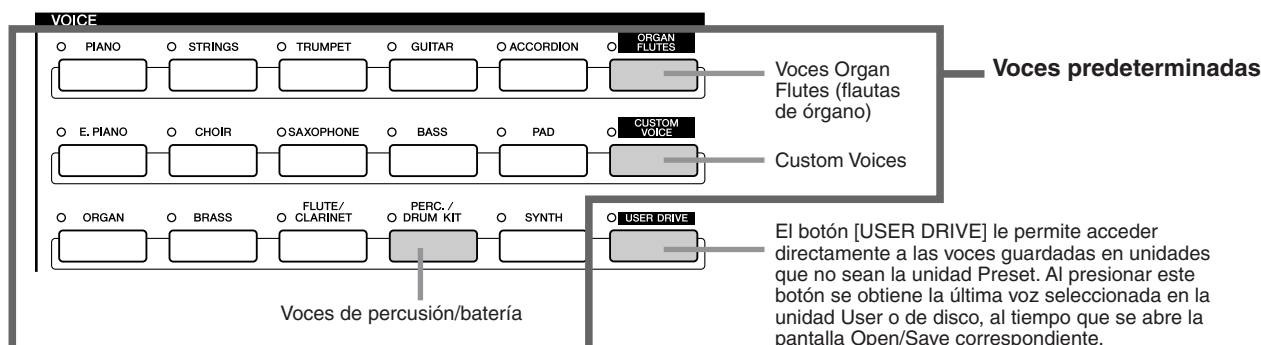 VOICE
PIANO STRINGS TRUMPET GUITAR ACCORDION ORGAN FLUTES
Voces predeterminadas
Voces Organ
Flutes (flautas
de órgano)
E. PIANO CHOIR SAXOPHONE BASS PAD CUSTOM VOICE
Custom Voices
ORGAN BRASS FLUTE/ CLARINET PERC. / DRUM KIT SYNTH USER DRIVE
El botón [USER DRIVE] le permite acceder
directamente a las voces guardadas en unidades
que no sean la unidad Preset. Al presionar este
botón se obtiene la última voz seleccionada en la
unidad User o de disco, al tiempo que se abre la
pantalla Open/Save correspondiente.
Voces de percusión/batería